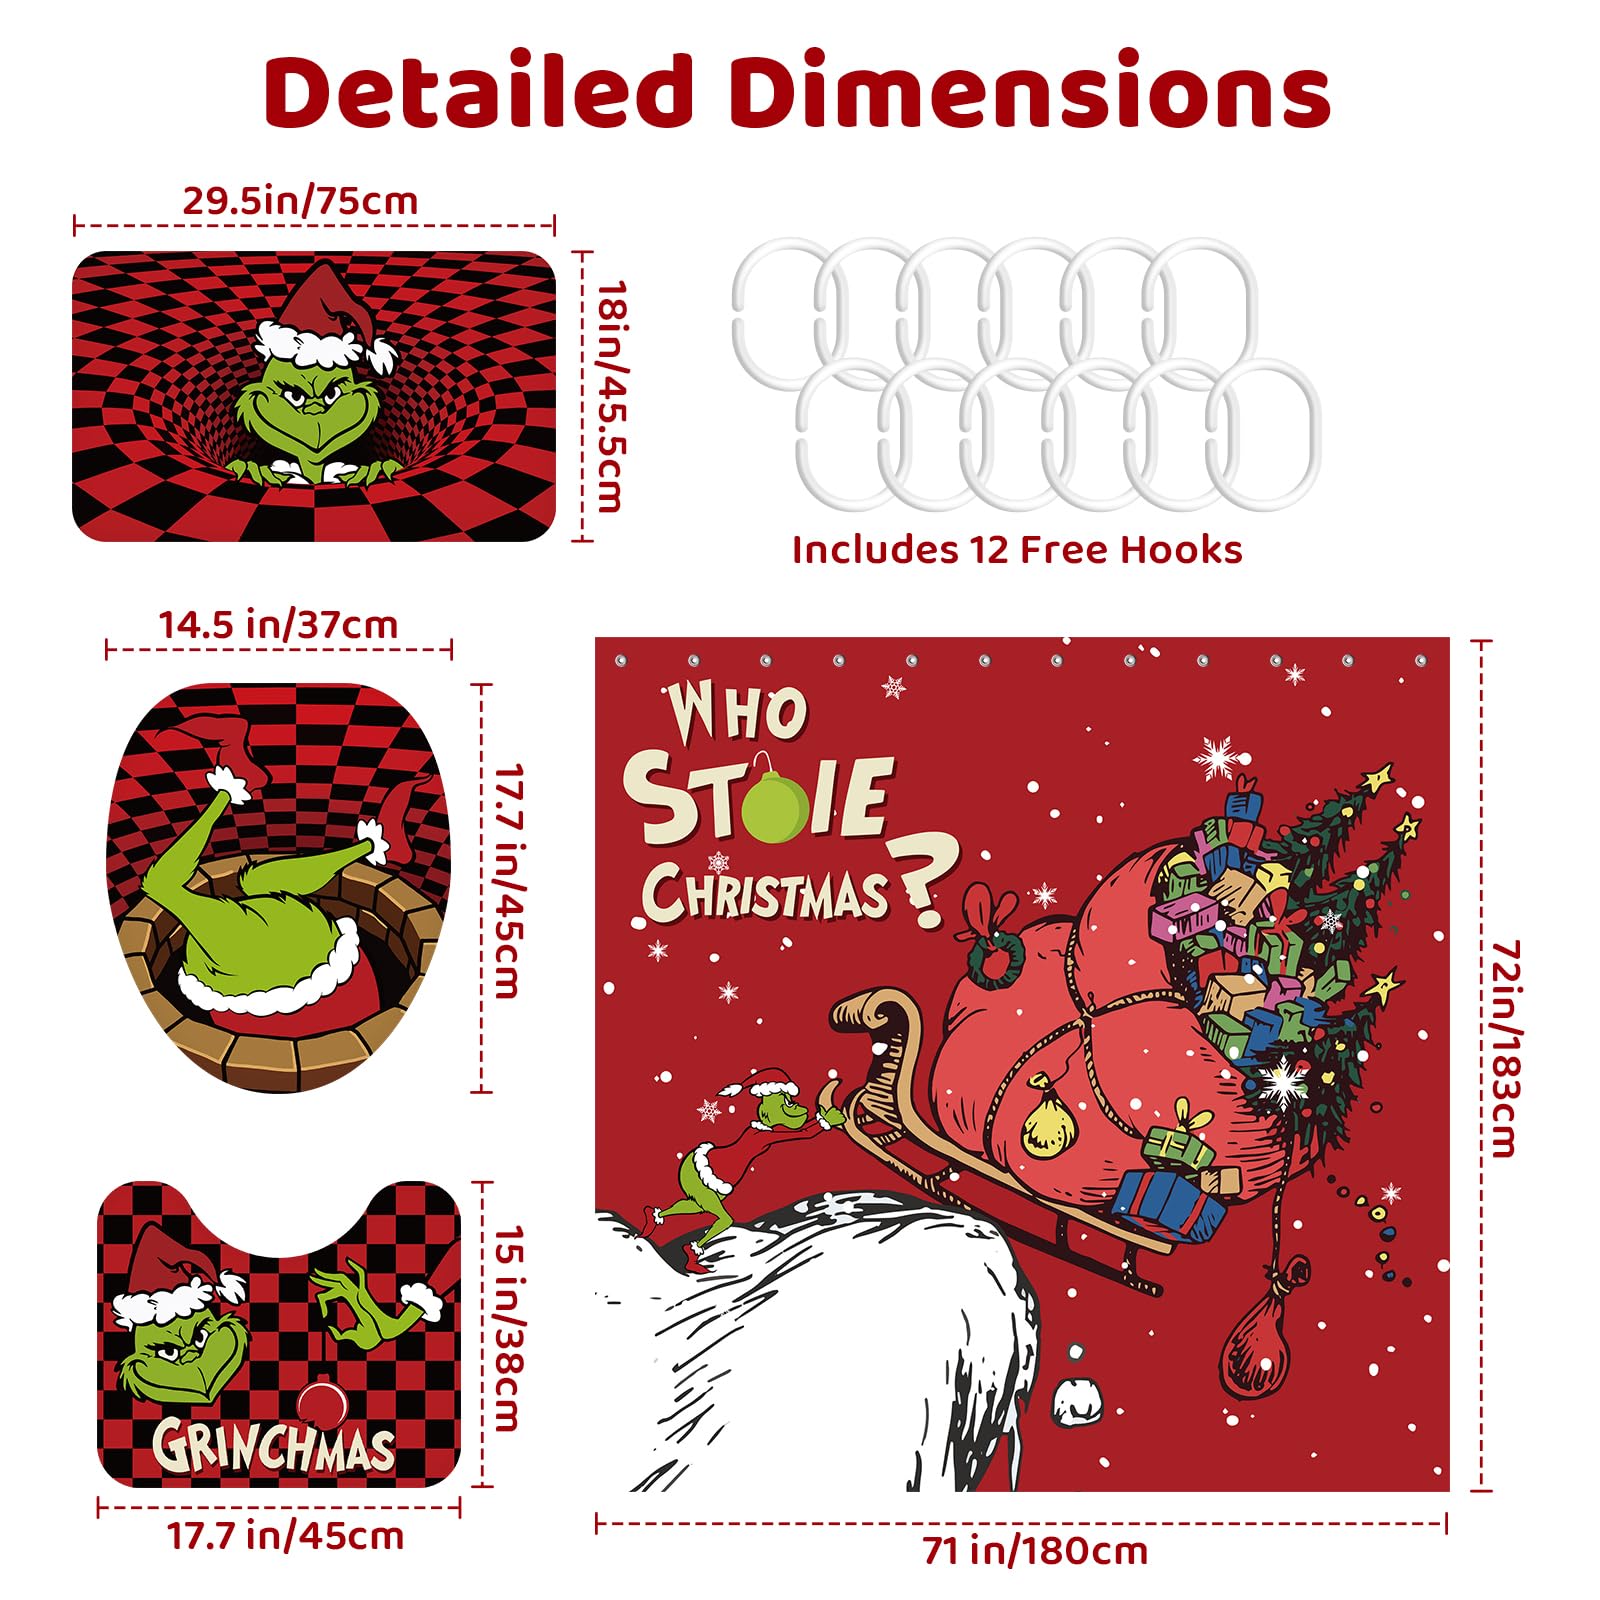 Detailed Dimensions
29.5in/75cm
18in/45.5cm
Includes 12 Free Hooks
14.5 in/37cm
17.7 in/45cm
WHO
STOLE
CHRISTMAS?
72in/183cm
15 in/38cm
GRINCHMAS
17.7 in/45cm
71 in/180cm